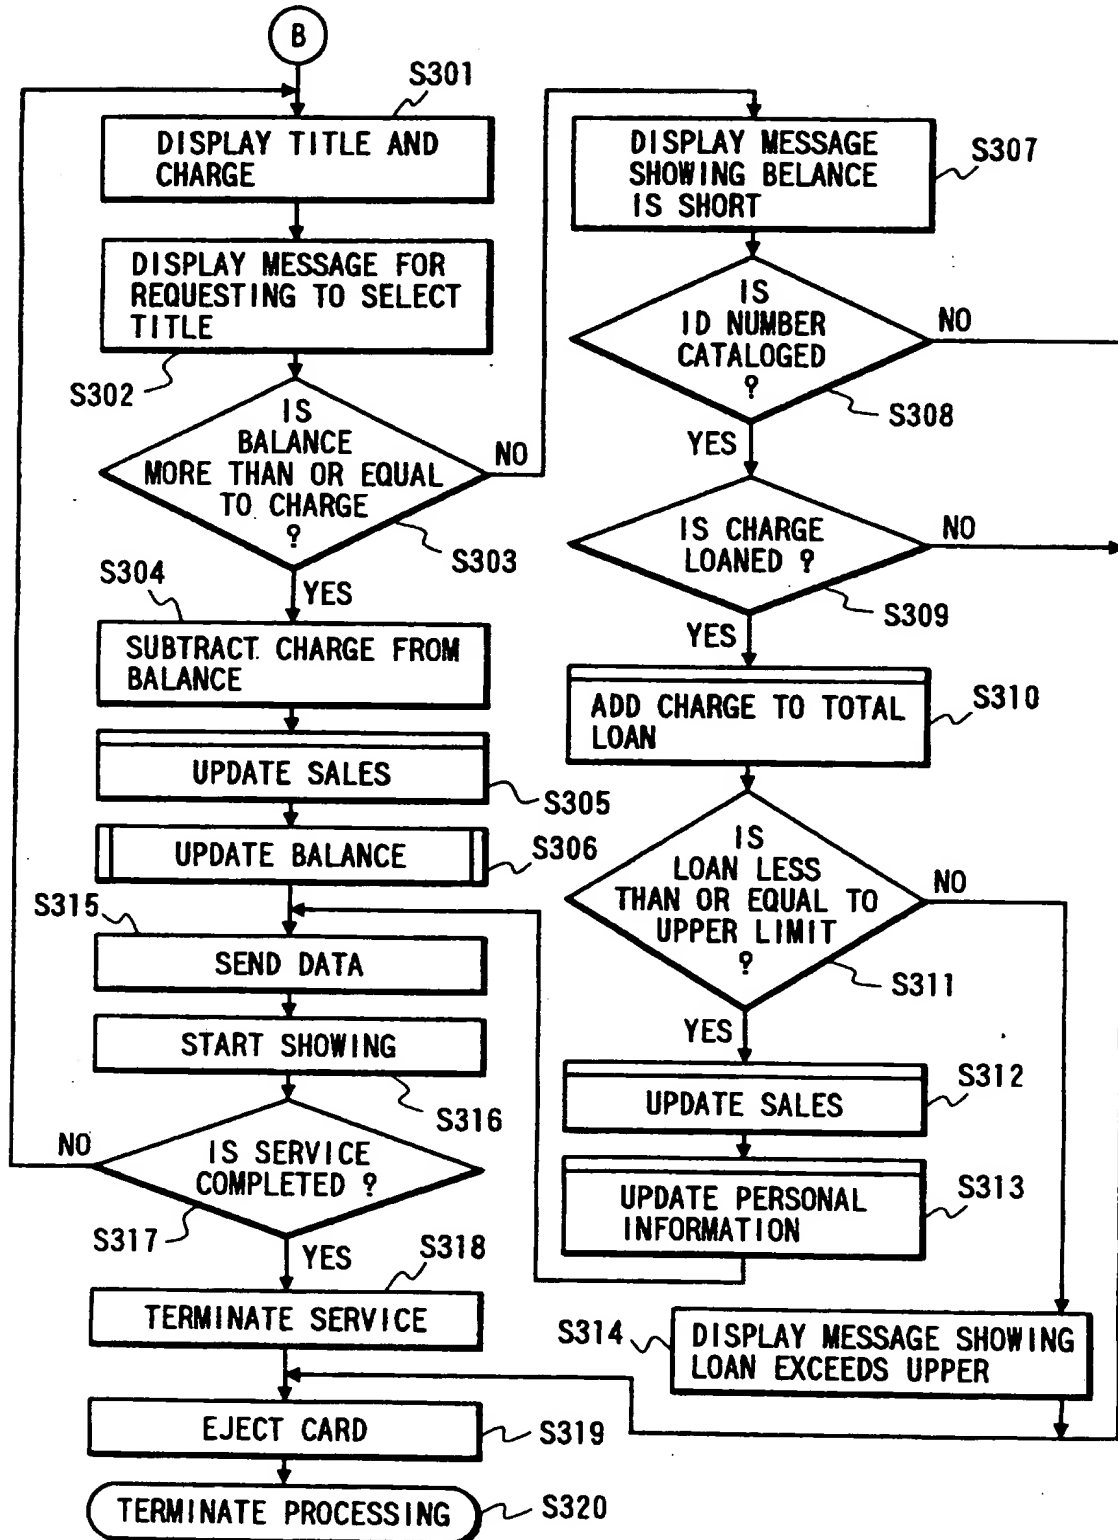 B
S301
DISPLAY TITLE AND
CHARGE
DISPLAY MESSAGE FOR
REQUESTING TO SELECT
TITLE
S302
IS
BALANCE
MORE THAN OR EQUAL
TO CHARGE
?
NO
S303
YES
S304
SUBTRACT CHARGE FROM
BALANCE
UPDATE SALES
S305
UPDATE BALANCE
S306
S315
SEND DATA
START SHOWING
S316
IS SERVICE
COMPLETED ?
NO
S317
YES
S318
TERMINATE SERVICE
EJECT CARD
S319
TERMINATE PROCESSING
S320
DISPLAY MESSAGE
SHOWING BELANCE
IS SHORT
S307
IS
ID NUMBER
CATALOGED
?
NO
S308
YES
IS CHARGE
LOANED ?
NO
S309
YES
ADD CHARGE TO TOTAL
LOAN
S310
IS
LOAN LESS
THAN OR EQUAL TO
UPPER LIMIT
?
NO
S311
YES
UPDATE SALES
S312
UPDATE PERSONAL
INFORMATION
S313
S314
DISPLAY MESSAGE SHOWING
LOAN EXCEEDS UPPER